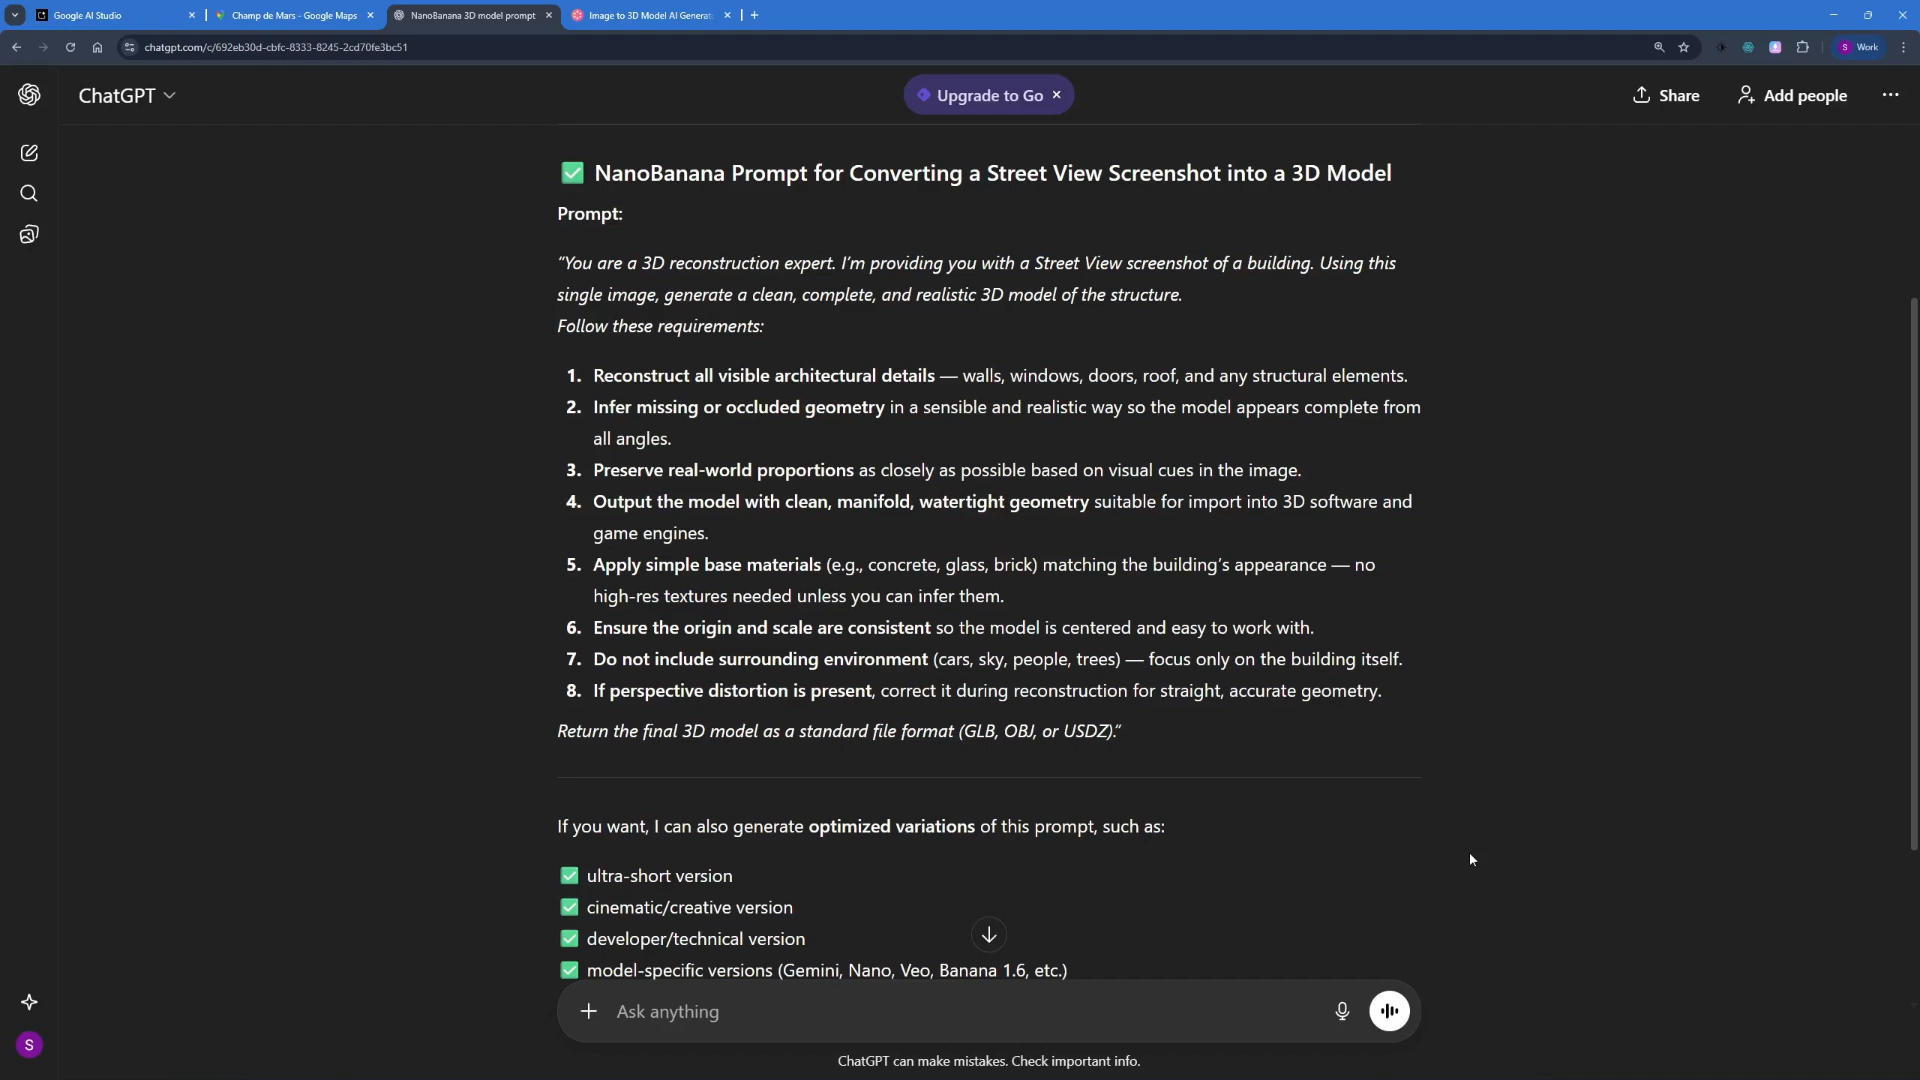 Google AI Studio
Champ de Mars - Google Maps
NanoBanana 3D model prompt
Image to 3D Model AI Generat
chatgpt.com/c/692eb30d-cbfc-8333-8245-2cd70fe3bc51
S Work
ChatGPT
Upgrade to Go
Share
Add people
✅ NanoBanana Prompt for Converting a Street View Screenshot into a 3D Model
Prompt:
“You are a 3D reconstruction expert. I’m providing you with a Street View screenshot of a building. Using this
single image, generate a clean, complete, and realistic 3D model of the structure.
Follow these requirements:
1. Reconstruct all visible architectural details — walls, windows, doors, roof, and any structural elements.
2. Infer missing or occluded geometry in a sensible and realistic way so the model appears complete from
all angles.
3. Preserve real-world proportions as closely as possible based on visual cues in the image.
4. Output the model with clean, manifold, watertight geometry suitable for import into 3D software and
game engines.
5. Apply simple base materials (e.g., concrete, glass, brick) matching the building’s appearance — no
high-res textures needed unless you can infer them.
6. Ensure the origin and scale are consistent so the model is centered and easy to work with.
7. Do not include surrounding environment (cars, sky, people, trees) — focus only on the building itself.
8. If perspective distortion is present, correct it during reconstruction for straight, accurate geometry.
Return the final 3D model as a standard file format (GLB, OBJ, or USDZ).“
If you want, I can also generate optimized variations of this prompt, such as:
✅ ultra-short version
✅ cinematic/creative version
✅ developer/technical version
✅ model-specific versions (Gemini, Nano, Veo, Banana 1.6, etc.)
Ask anything
S
ChatGPT can make mistakes. Check important info.